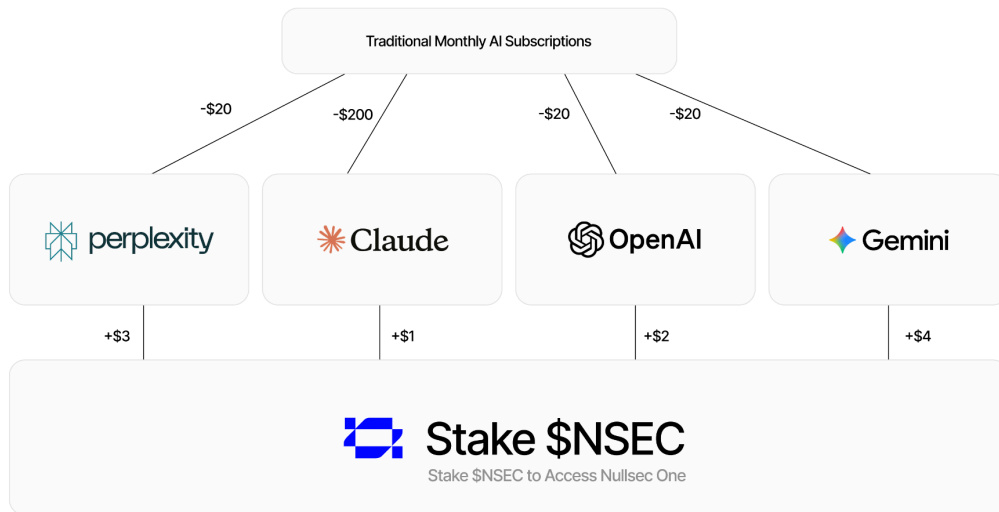 Traditional Monthly AI Subscriptions
-$20
-$200
-$20
-$20
perplexity
Claude
OpenAI
Gemini
+$3
+$1
+$2
+$4
Stake $NSEC
Stake $NSEC to Access Nullsec One